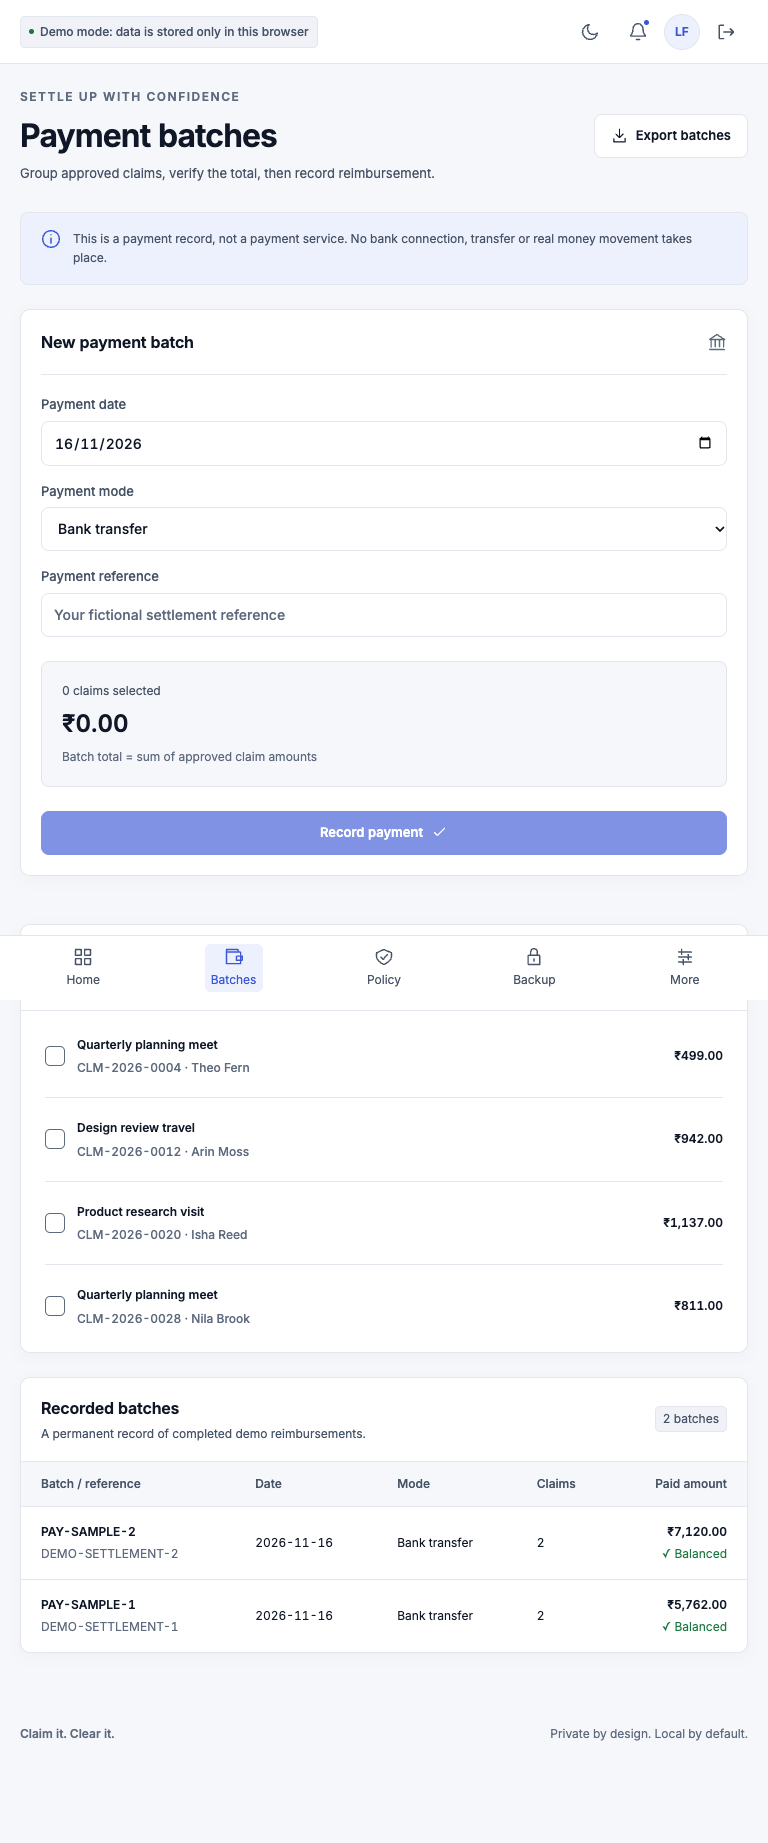 Demo mode: data is stored only in this browser
LF
SETTLE UP WITH CONFIDENCE
Payment batches
Export batches
Group approved claims, verify the total, then record reimbursement.
This is a payment record, not a payment service. No bank connection, transfer or real money movement takes
place.
New payment batch
Payment date
16/11/2026
Payment mode
Bank transfer
Payment reference
Your fictional settlement reference
0 claims selected
₹0.00
Batch total = sum of approved claim amounts
Record payment ✓
Home
Batches
Policy
Backup
More
Quarterly planning meet
CLM-2026-0004 · Theo Fern
₹499.00
Design review travel
CLM-2026-0012 · Arin Moss
₹942.00
Product research visit
CLM-2026-0020 · Isha Reed
₹1,137.00
Quarterly planning meet
CLM-2026-0028 · Nila Brook
₹811.00
Recorded batches
A permanent record of completed demo reimbursements.
2 batches
Batch / reference Date Mode Claims Paid amount
PAY-SAMPLE-2
DEMO-SETTLEMENT-2
2026-11-16 Bank transfer 2
₹7,120.00
✓ Balanced
PAY-SAMPLE-1
DEMO-SETTLEMENT-1
2026-11-16 Bank transfer 2
₹5,762.00
✓ Balanced
Claim it. Clear it.
Private by design. Local by default.